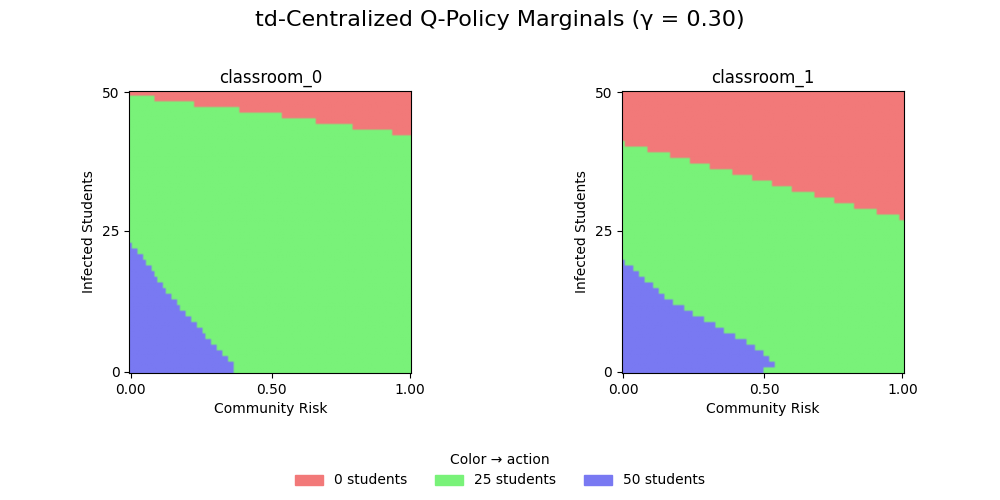 td-Centralized Q-Policy Marginals (γ = 0.30)
classroom_0
classroom_1
50
25
0
Infected Students
0.00 0.50 1.00
Community Risk
50
25
0
Infected Students
0.00 0.50 1.00
Community Risk
Color → action
0 students 25 students 50 students